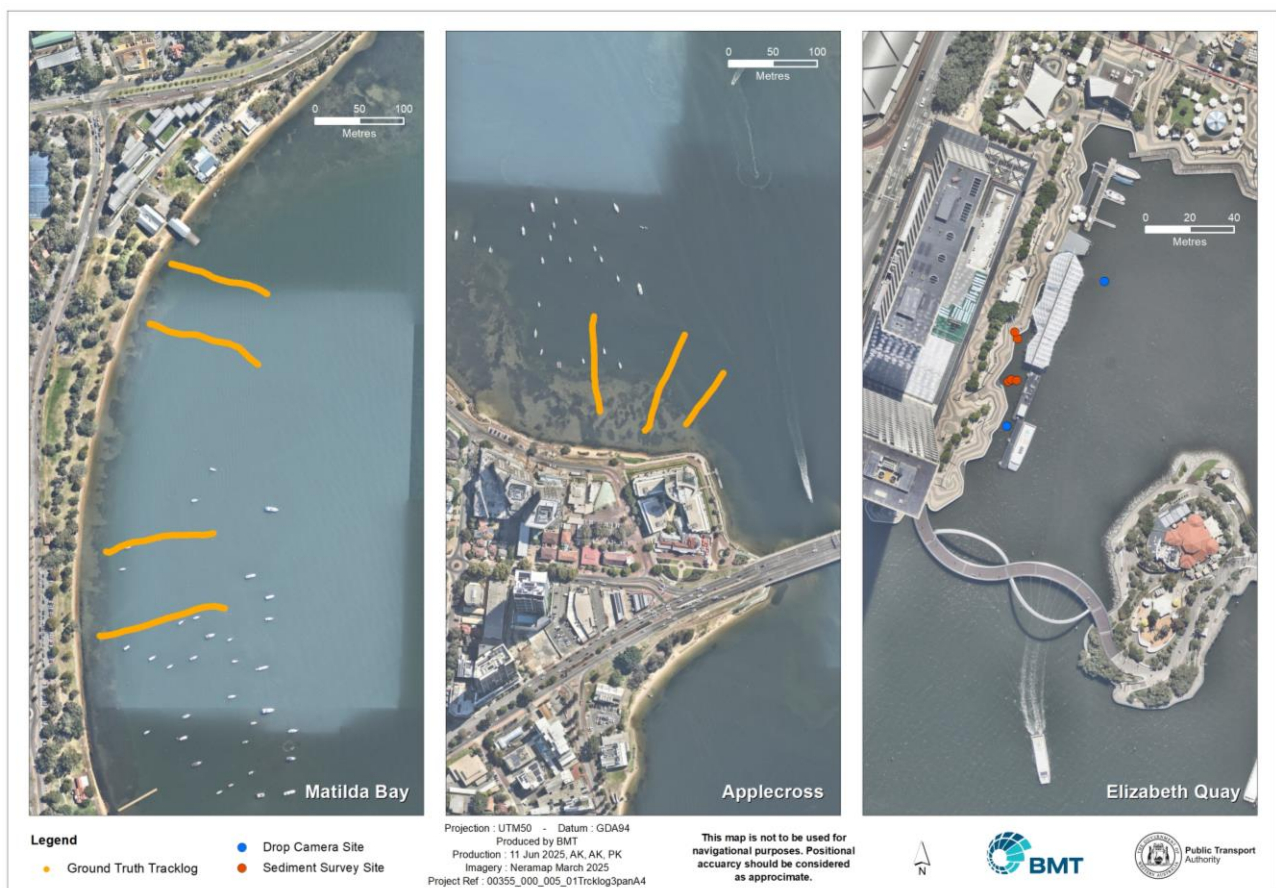 0 50 100
Metres
Matilda Bay
0 50 100
Metres
Applecross
0 20 40
Metres
Elizabeth Quay
Legend
Ground Truth Tracklog
Drop Camera Site
Sediment Survey Site
Projection : UTM50 - Datum : GDA94
Produced by BMT
Production : 11 Jun 2025, AK, AK, PK
Imagery : Neramap March 2025
Project Ref : 00355_000_005_01Trcklog3panA4
This map is not to be used for
navigational purposes. Positional
accuarcy should be considered
as approcimate.
N
BMT
Public Transport
Authority